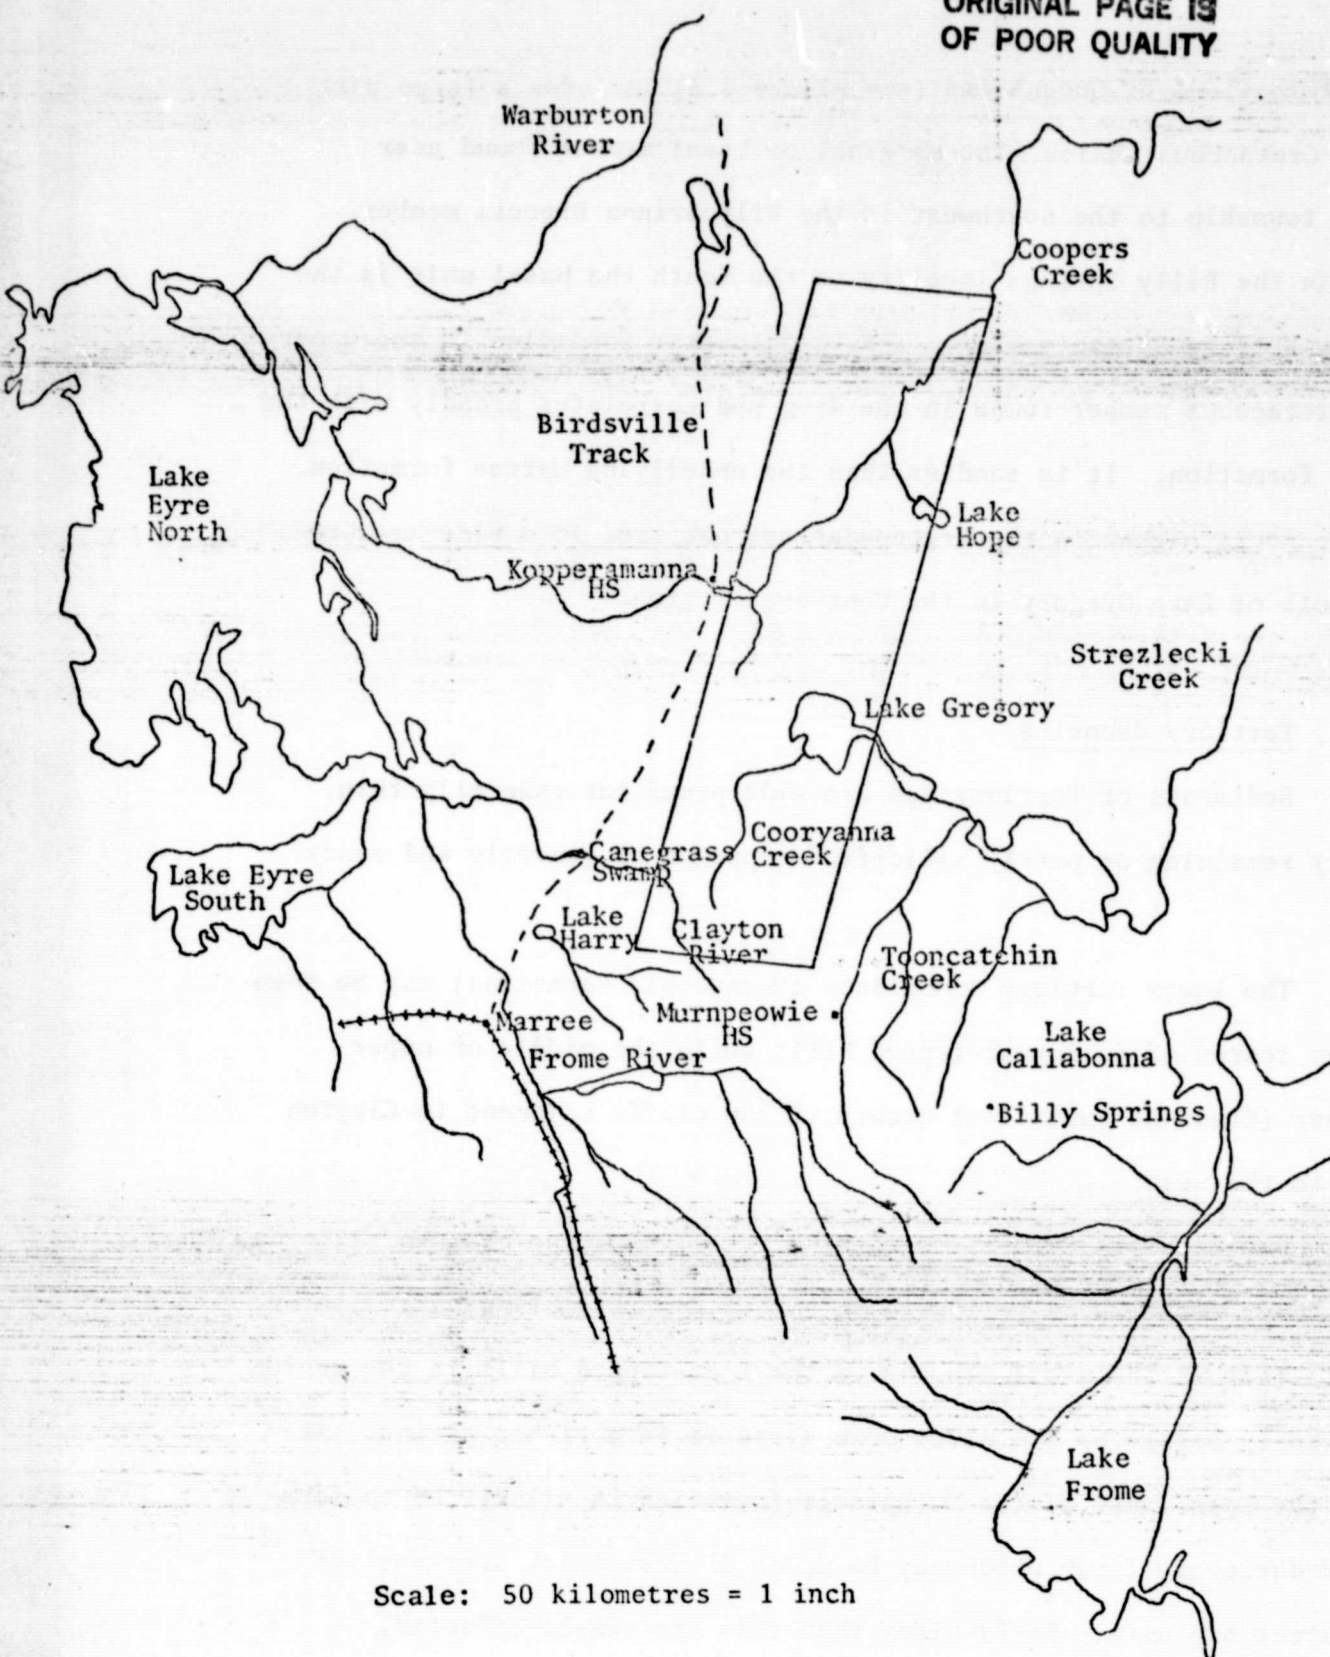 ORIGINAL PAGE IS
OF POOR QUALITY
Warburton
River
Coopers
Creek
Birdsville
Track
Lake
Eyre
North
Lake
Hope
Kopperamanna
HS
Strezlecki
Creek
Lake Gregory
Cooryanna
Creek
Canegrass
Swamp
Lake Eyre
South
Lake
Harry
Clayton
River
Tooncatchin
Creek
Murnpeowie
HS
Marree
Frome River
Lake
Callabonna
Billy Springs
Lake
Frome
Scale: 50 kilometres = 1 inch